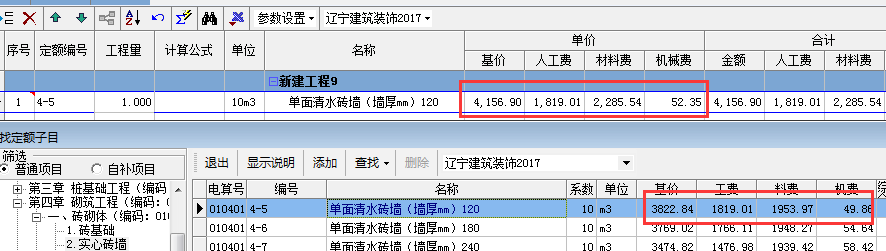 参数设置 辽宁建筑装饰2017
序号 定额编号 工程量 计算公式 单位 名称 单价 合计
基价 人工费 材料费 机械费 金额 人工费 材料费
新建工程9
1 4-5 1.000 10m3 单面清水砖墙（墙厚mm）120 4,156.90 1,819.01 2,285.54 52.35 4,156.90 1,819.01 2,285.54
找定额子目
筛选
普通项目 自补项目
退出 显示说明 添加 查找 删除 辽宁建筑装饰2017
第三章 桩基础工程（编码：
第四章 砌筑工程（编码：0
一、砖砌体（编码：01
1.砖基础
2.实心砖墙
电算号 编号 名称 系数 单位 基价 工费 料费 机费
010401 4-5 单面清水砖墙（墙厚mm）120 10 m3 3822.84 1819.01 1953.97 49.86
010401 4-6 单面清水砖墙（墙厚mm）180 10 m3 3769.02 1766.11 1948.27 54.64
010401 4-7 单面清水砖墙（墙厚mm）240 10 m3 3474.82 1476.98 1939.42 58.42